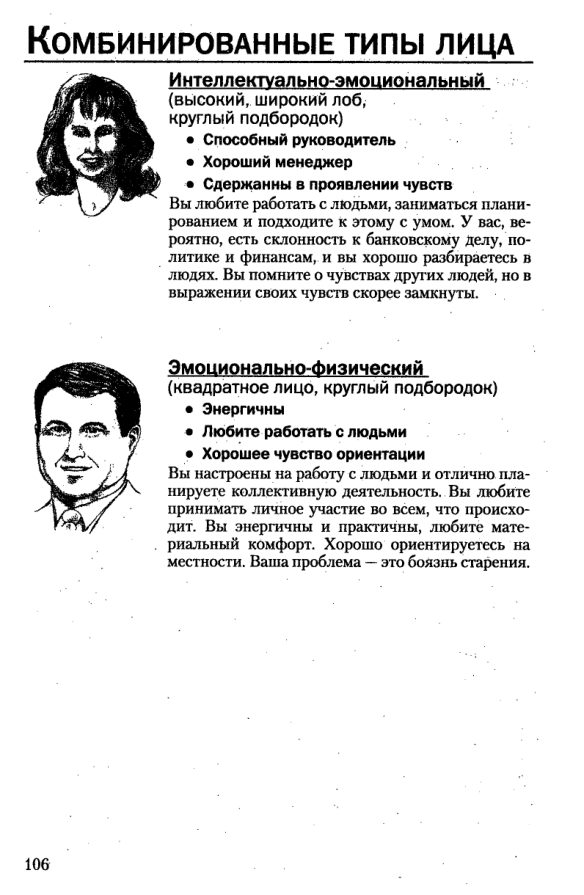 Комбинированные типы лица
Интеллектуально-эмоциональный
(высокий, широкий лоб,
круглый подбородок)
• Способный руководитель
• Хороший менеджер
• Сдержанны в проявлении чувств
Вы любите работать с людьми, заниматься плани-
рованием и подходите к этому с умом. У вас, ве-
роятно, есть склонность к банковскому делу, по-
литике и финансам, и вы хорошо разбираетесь в
людях. Вы помните о чувствах других людей, но в
выражении своих чувств скорее замкнуты.
Эмоционально-физический
(квадратное лицо, круглый подбородок)
• Энергичны
• Любите работать с людьми
• Хорошее чувство ориентации
Вы настроены на работу с людьми и отлично пла-
нируете коллективную деятельность. Вы любите
принимать личное участие во всем, что происхо-
дит. Вы энергичны и практичны, любите мате-
риальный комфорт. Хорошо ориентируетесь на
местности. Ваша проблема — это боязнь старения.
106